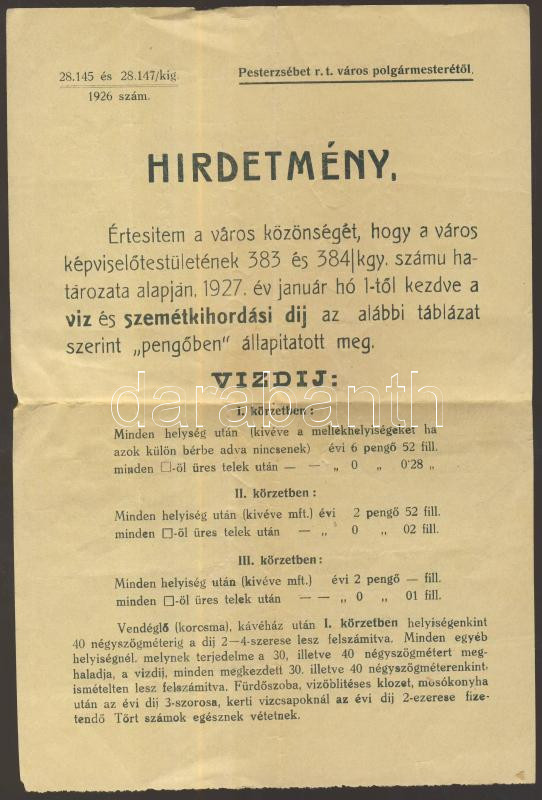 28.145 és 28.147/kig.
1926 szám.
Pesterzsébet r. t. város polgármesterétől.
HIRDETMÉNY.
Értesitem a város közönségét, hogy a város
képviselőtestületének 383 és 384|kgy. számu ha-
tározata alapján, 1927. év január hó 1-től kezdve a
viz és szemétkihordási dij az alábbi táblázat
szerint „pengőben" állapitatott meg.
VIZDIJ:
I. körzetben:
Minden helység után (kivéve a mellékhelyiségeket ha
azok külön bérbe adva nincsenek) évi 6 pengő 52 fill.
minden □-öl üres telek után — — „ 0 „ 0·28 „
II. körzetben:
Minden helyiség után (kivéve mft.) évi 2 pengő 52 fill.
minden □-öl üres telek után — „ 0 „ 02 fill.
III. körzetben:
Minden helyiség után (kivéve mft.) évi 2 pengő — fill.
minden □-öl üres telek után — — „ 0 „ 01 fill.
Vendéglő (korcsma), kávéház után I. körzetben helyiségenkint
40 négyszögméterig a dij 2—4-szerese lesz felszámitva. Minden egyéb
helyiségnél. melynek terjedelme a 30, illetve 40 négyszögmétert meg-
haladja, a vizdij, minden megkezdett 30. illetve 40 négyszögméterenkint,
ismételten lesz felszámitva. Fürdőszoba, vizöblitéses klozet, mosókonyha
után az évi dij 3-szorosa, kerti vizcsapoknál az évi dij 2-ezerese fize-
tendő Tört számok egésznek vétetnek.
darabanth